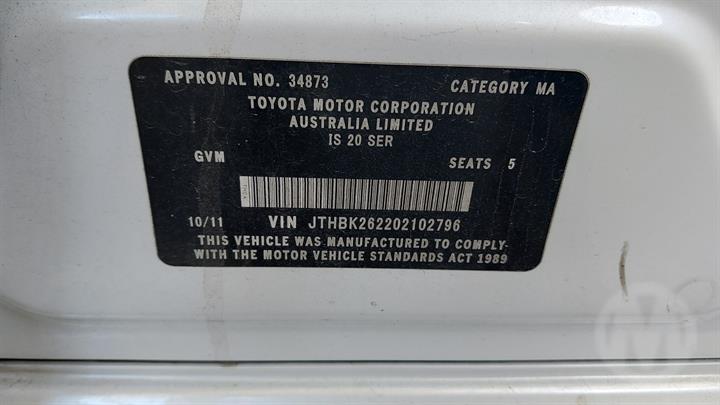 APPROVAL NO. 34873 CATEGORY MA
TOYOTA MOTOR CORPORATION
AUSTRALIA LIMITED
IS 20 SER
GVM SEATS 5
10/11 VIN JTHBK262202102796
THIS VEHICLE WAS MANUFACTURED TO COMPLY-
WITH THE MOTOR VEHICLE STANDARDS ACT 1989
M